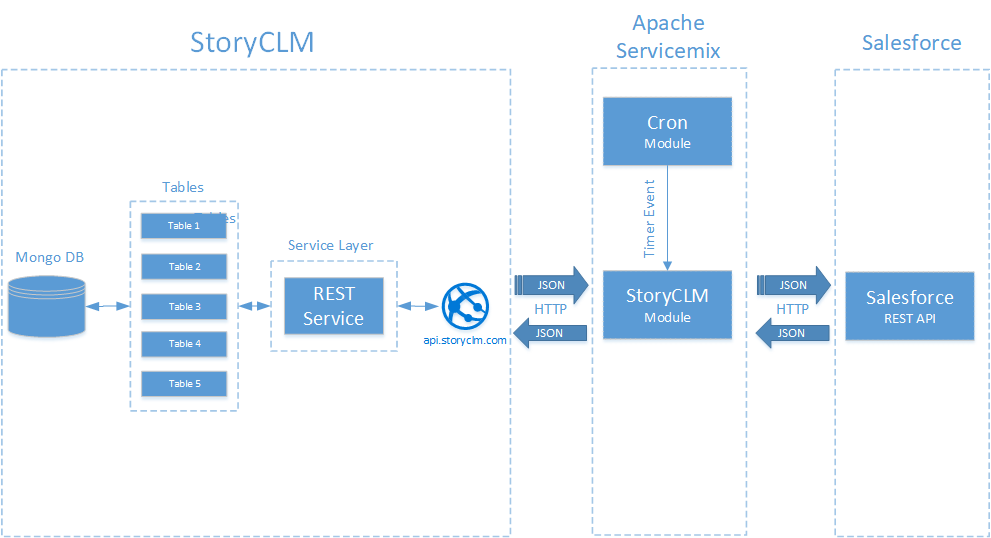 StoryCLM
Apache
Servicemix
Salesforce
Cron
Module
Timer Event
Tables
Tables
Table 1
Table 2
Table 3
Table 4
Table 5
Mongo DB
Service Layer
REST
Service
api.storyclm.com
JSON
HTTP
JSON
StoryCLM
Module
JSON
HTTP
JSON
Salesforce
REST API